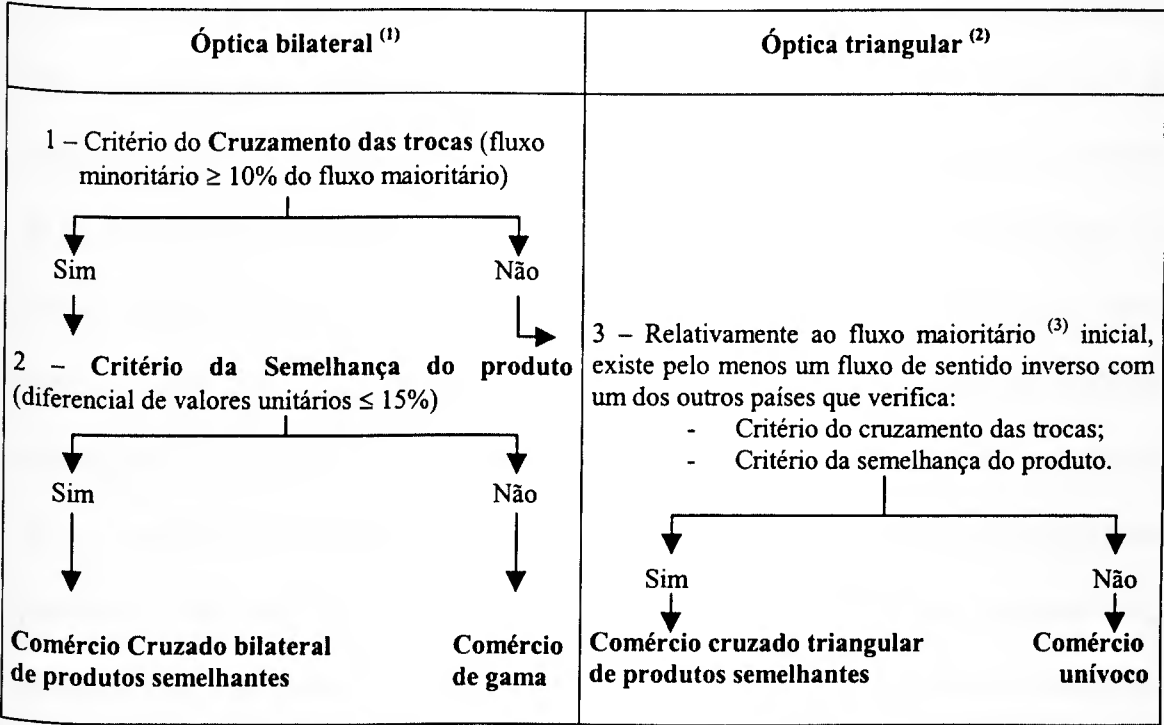 Óptica bilateral (1)
Óptica triangular (2)
1 – Critério do Cruzamento das trocas (fluxo
minoritário ≥ 10% do fluxo maioritário)
Sim
Não
2 – Critério da Semelhança do produto
(diferencial de valores unitários ≤ 15%)
Sim
Não
Comércio Cruzado bilateral
de produtos semelhantes
Comércio
de gama
3 – Relativamente ao fluxo maioritário (3) inicial,
existe pelo menos um fluxo de sentido inverso com
um dos outros países que verifica:
- Critério do cruzamento das trocas;
- Critério da semelhança do produto.
Sim
Não
Comércio cruzado triangular
de produtos semelhantes
Comércio
unívoco